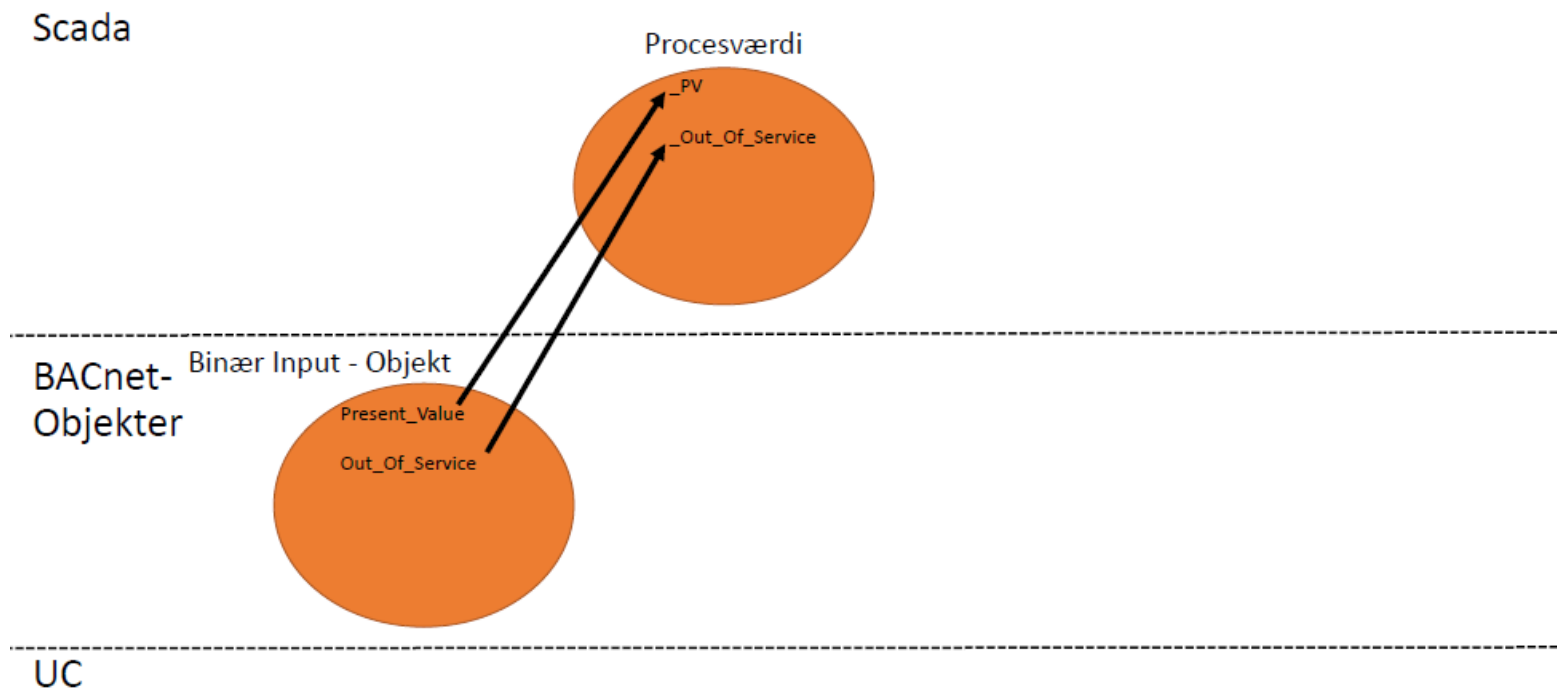 Scada
Procesværdi
_PV
_Out_Of_Service
BACnet-
Objekter
Binær Input - Objekt
Present_Value
Out_Of_Service
UC